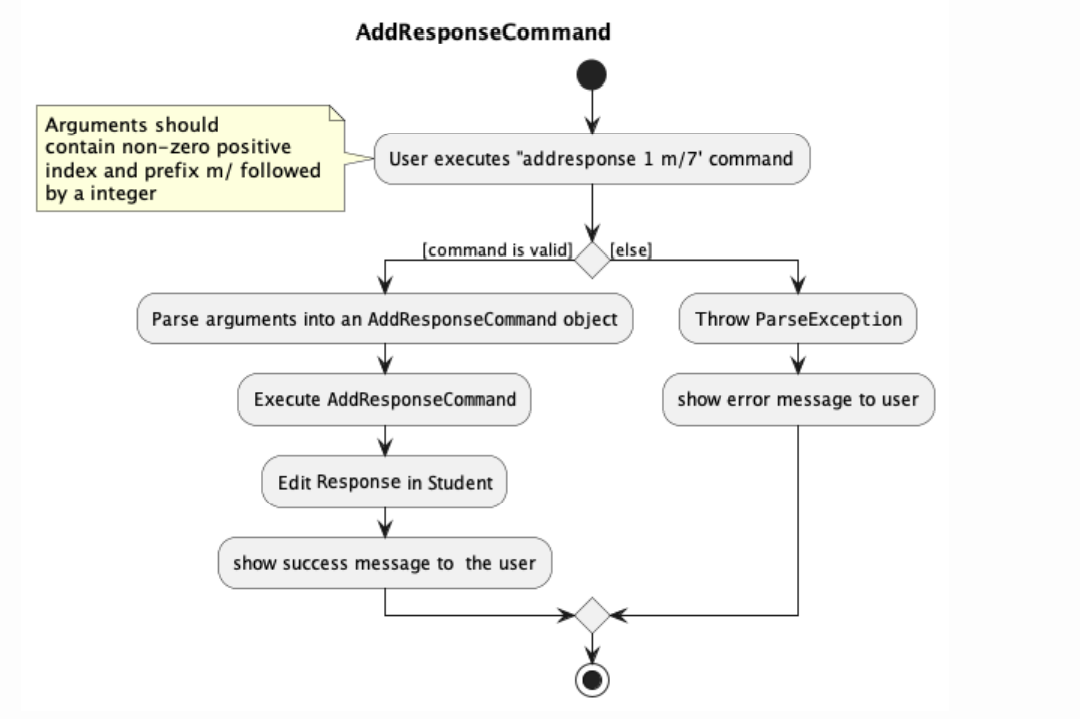 AddResponseCommand
Arguments should
contain non-zero positive
index and prefix m/ followed
by a integer
User executes "addresponse 1 m/7' command
[command is valid]
[else]
Parse arguments into an AddResponseCommand object
Throw ParseException
Execute AddResponseCommand
show error message to user
Edit Response in Student
show success message to  the user